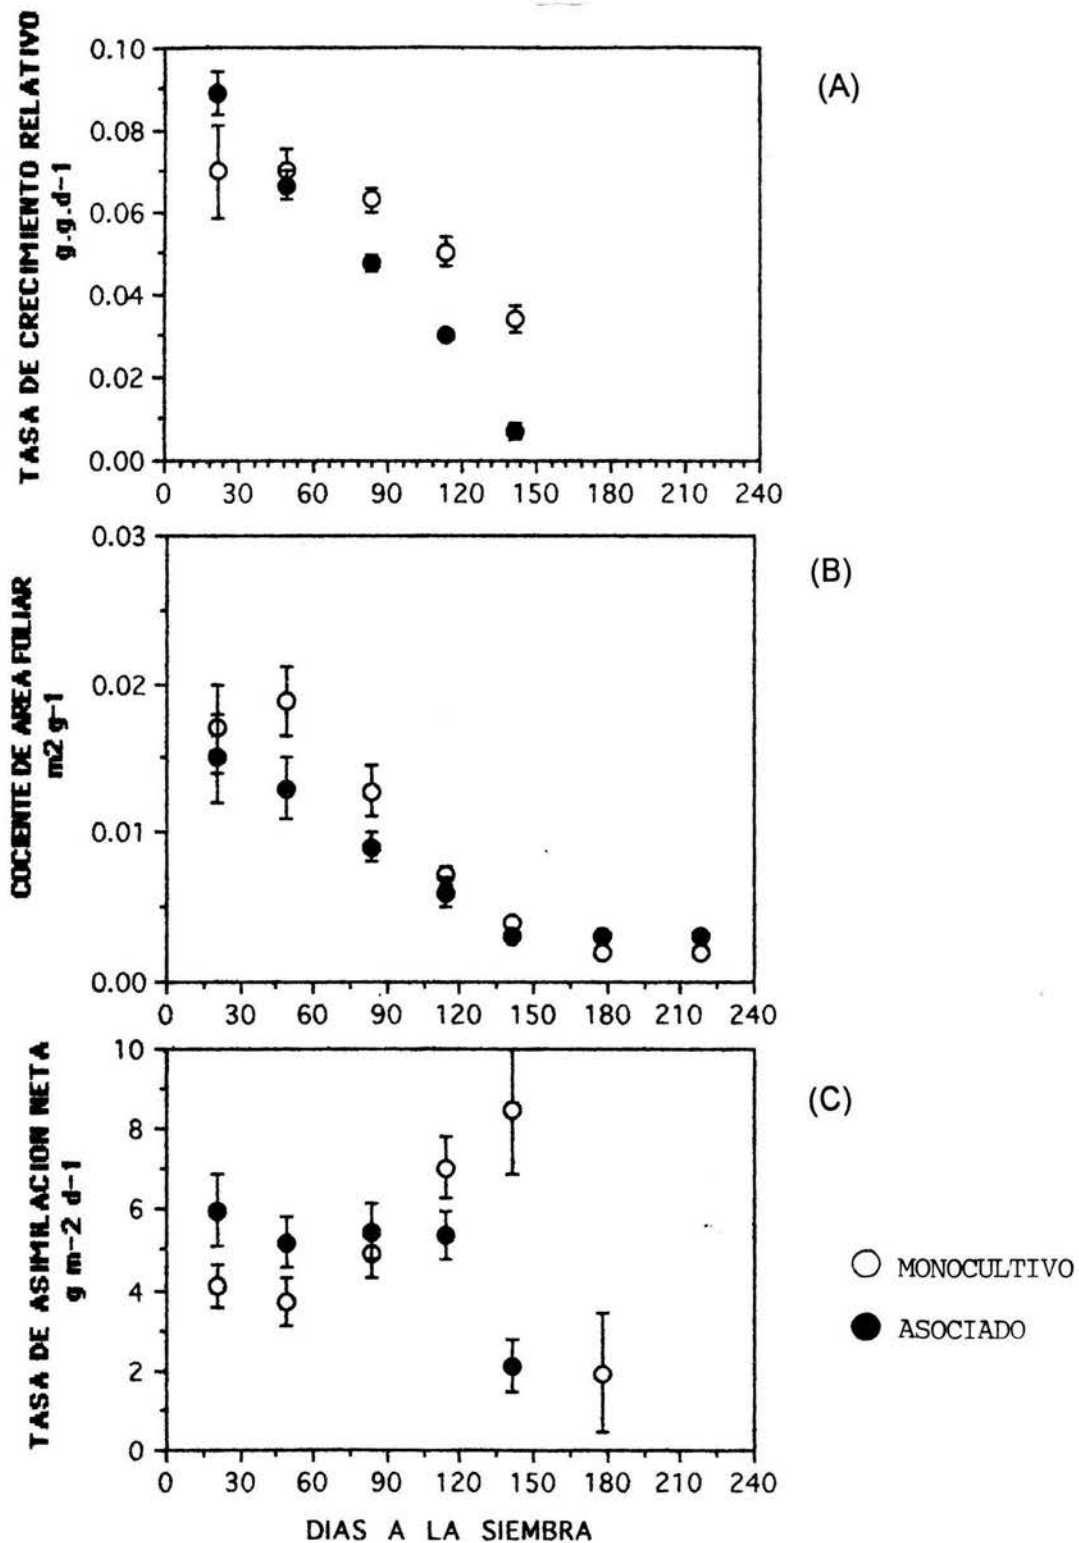 TASA DE CRECIMIENTO RELATIVO
g.g.d-1
0.10
0.08
0.06
0.04
0.02
0.00
0 30 60 90 120 150 180 210 240
(A)
COCIENTE DE AREA FOLIAR
m2 g-1
0.03
0.02
0.01
0.00
0 30 60 90 120 150 180 210 240
(B)
TASA DE ASIMILACION NETA
g m-2 d-1
10
8
6
4
2
0
0 30 60 90 120 150 180 210 240
(C)
DIAS A LA SIEMBRA
MONOCULTIVO
ASOCIADO